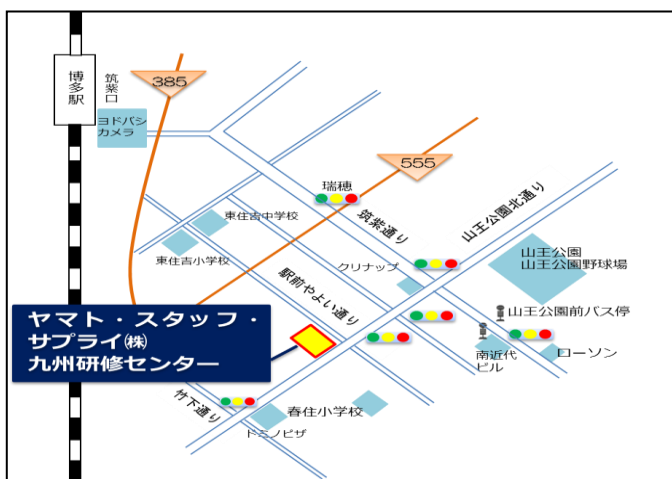 博多駅
筑紫口
385
ヨドバシ
カメラ
555
瑞穂
東住吉中学校
筑紫通り
山王公園北通り
東住吉小学校
クリナップ
山王公園
山王公園野球場
駅前やよい通り
山王公園前バス停
ヤマト・スタッフ・
サプライ㈱
九州研修センター
南近代
ビル
ローソン
竹下通り
春住小学校
ドミノピザ